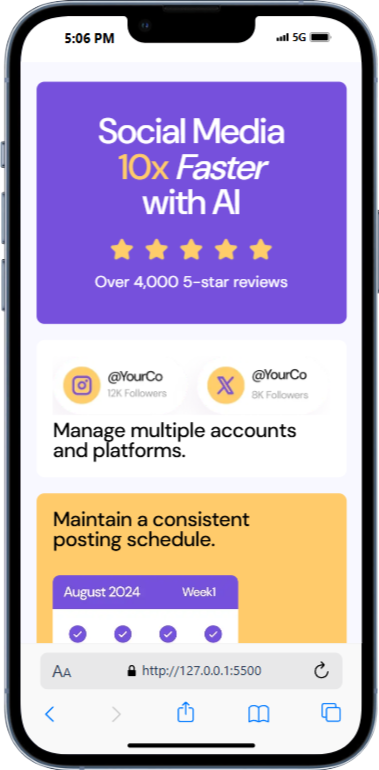 5:06 PM
5G
Social Media
10x Faster
with AI
Over 4,000 5-star reviews
@YourCo
12K Followers
@YourCo
8K Followers
Manage multiple accounts
and platforms.
Maintain a consistent
posting schedule.
August 2024
Week1
AA
http://127.0.0.1:5500